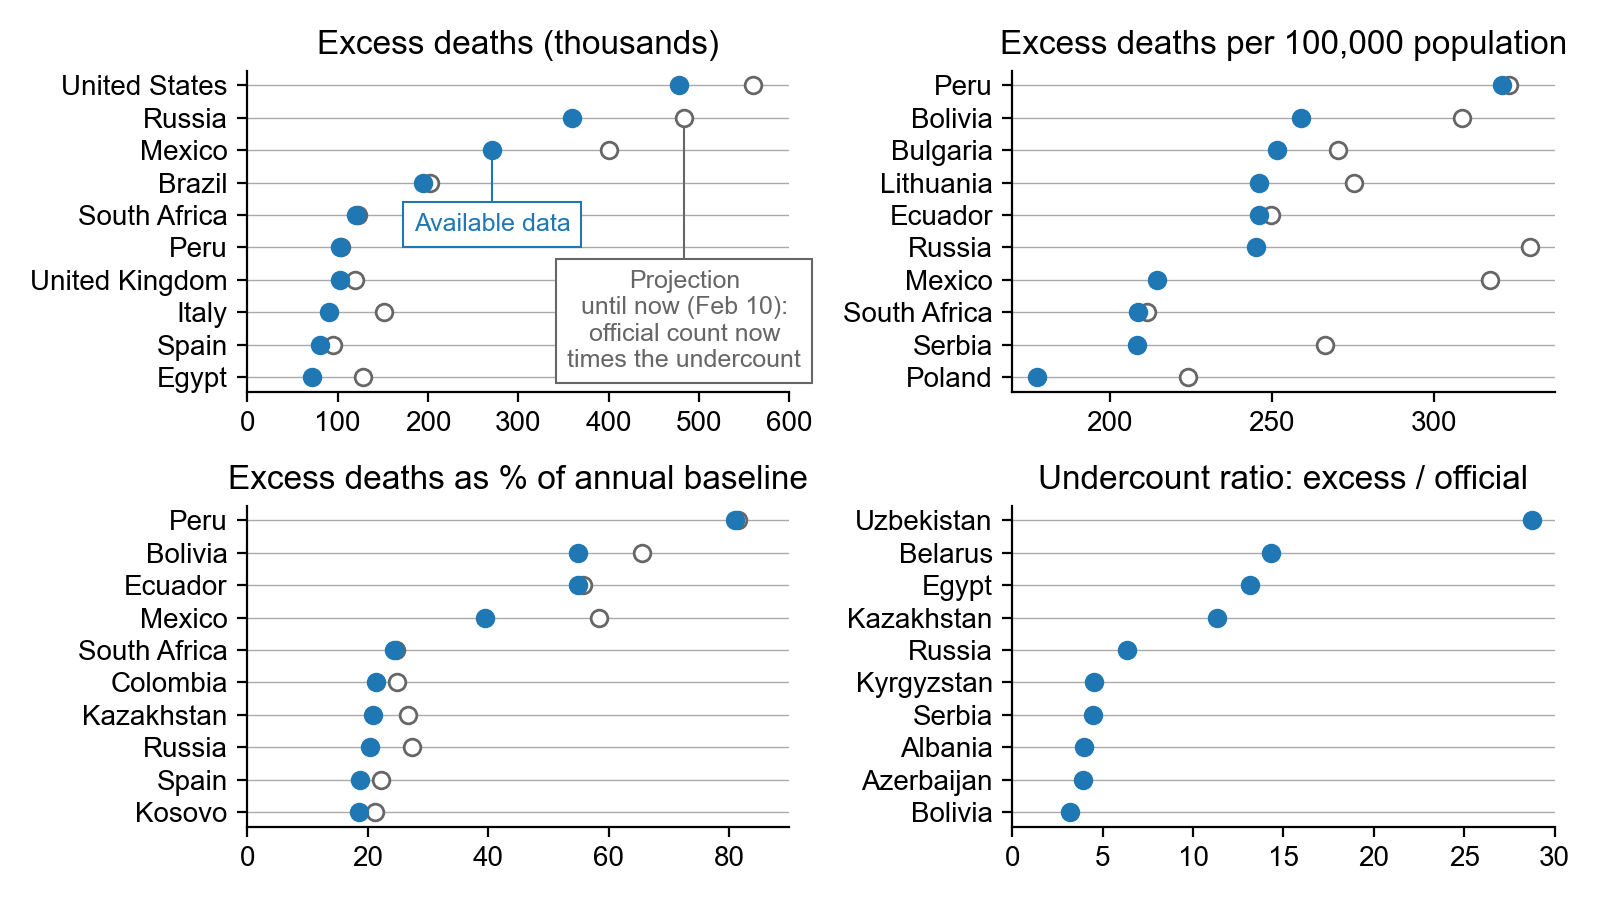 Excess deaths (thousands)
United States
Russia
Mexico
Brazil
South Africa
Peru
United Kingdom
Italy
Spain
Egypt
Available data
Projection
until now (Feb 10):
official count now
times the undercount
0 100 200 300 400 500 600
Excess deaths per 100,000 population
Peru
Bolivia
Bulgaria
Lithuania
Ecuador
Russia
Mexico
South Africa
Serbia
Poland
200 250 300
Excess deaths as % of annual baseline
Peru
Bolivia
Ecuador
Mexico
South Africa
Colombia
Kazakhstan
Russia
Spain
Kosovo
0 20 40 60 80
Undercount ratio: excess / official
Uzbekistan
Belarus
Egypt
Kazakhstan
Russia
Kyrgyzstan
Serbia
Albania
Azerbaijan
Bolivia
0 5 10 15 20 25 30